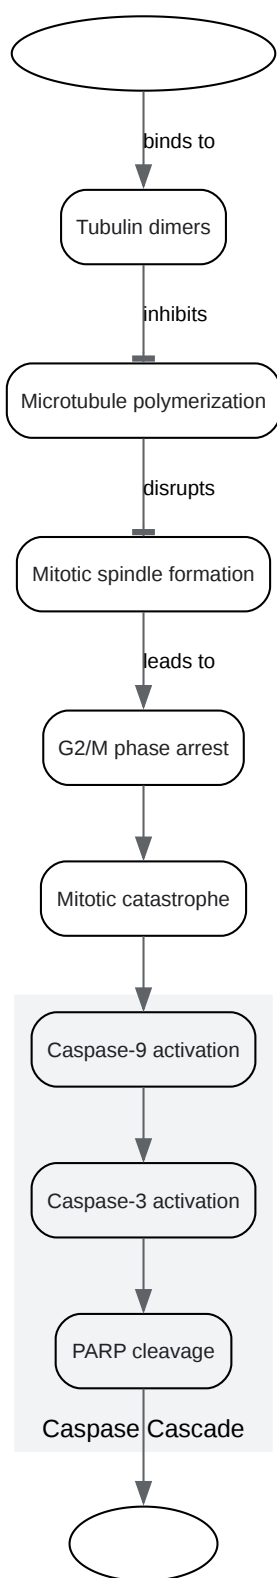 binds to
Tubulin dimers
inhibits
Microtubule polymerization
disrupts
Mitotic spindle formation
leads to
G2/M phase arrest
Mitotic catastrophe
Caspase-9 activation
Caspase-3 activation
PARP cleavage
Caspase Cascade